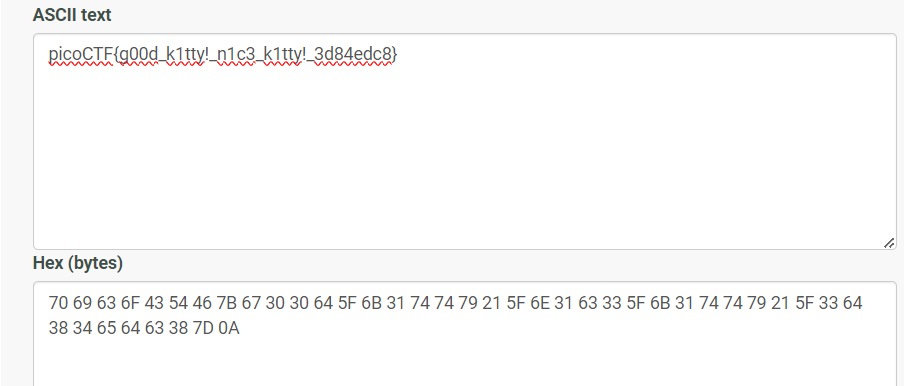 ASCII text
picoCTF{g00d_k1tty!_n1c3_k1tty!_3d84edc8}
Hex (bytes)
70 69 63 6F 43 54 46 7B 67 30 30 64 5F 6B 31 74 74 79 21 5F 6E 31 63 33 5F 6B 31 74 74 79 21 5F 33 64
38 34 65 64 63 38 7D 0A